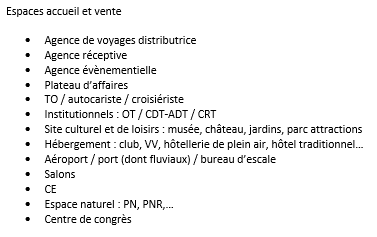 Espaces accueil et vente
• Agence de voyages distributrice
• Agence réceptive
• Agence évènementielle
• Plateau d'affaires
• TO / autocariste / croisiériste
• Institutionnels : OT / CDT-ADT / CRT
• Site culturel et de loisirs : musée, château, jardins, parc attractions
• Hébergement : club, VV, hôtellerie de plein air, hôtel traditionnel…
• Aéroport / port (dont fluviaux) / bureau d'escale
• Salons
• CE
• Espace naturel : PN, PNR,…
• Centre de congrès